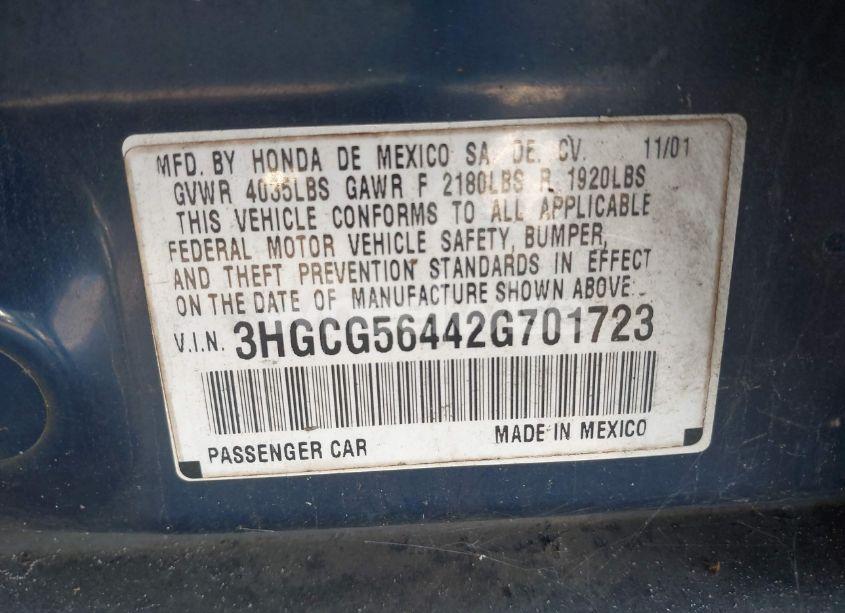 MFD. BY HONDA DE MEXICO SA. DE. CV. 11/01
GVWR 4035LBS GAWR F 2180LBS R 1920LBS
THIS VEHICLE CONFORMS TO ALL APPLICABLE
FEDERAL MOTOR VEHICLE SAFETY, BUMPER,
AND THEFT PREVENTION STANDARDS IN EFFECT
ON THE DATE OF MANUFACTURE SHOWN ABOVE.
V.I.N. 3HGCG56442G701723
PASSENGER CAR MADE IN MEXICO